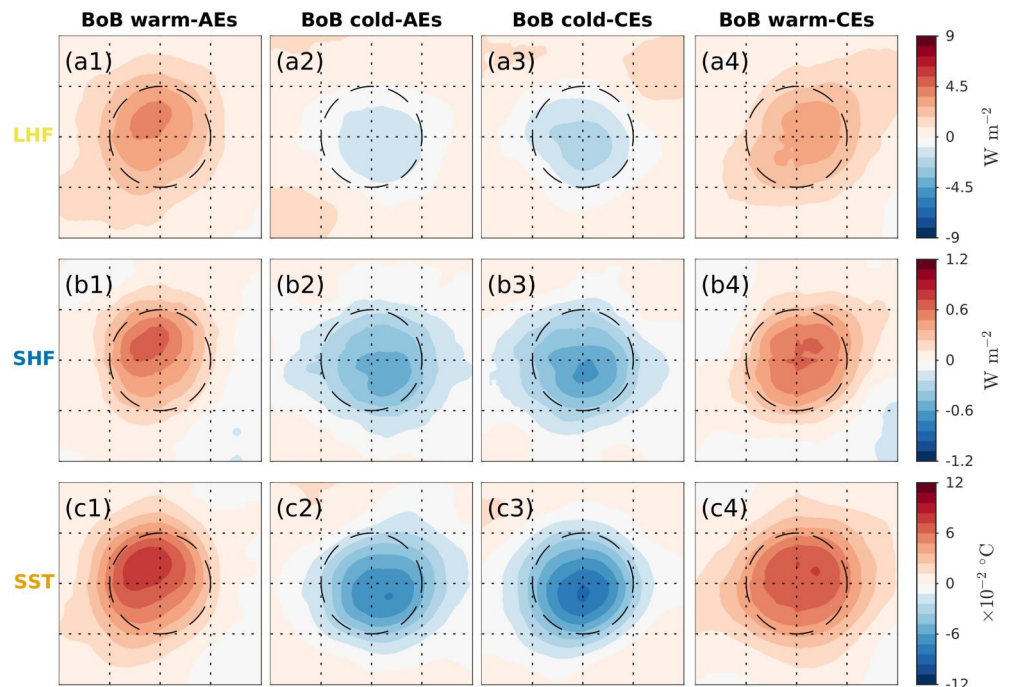 BoB warm-AEs BoB cold-AEs BoB cold-CEs BoB warm-CEs
LHF (a1) (a2) (a3) (a4) 9 4.5 0 -4.5 -9 W m−2
SHF (b1) (b2) (b3) (b4) 1.2 0.6 0 -0.6 -1.2 W m−2
SST (c1) (c2) (c3) (c4) 12 6 0 -6 -12 ×10−2 °C